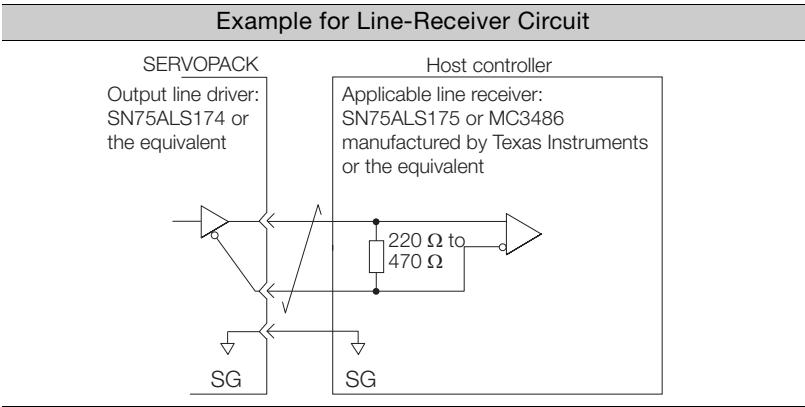 Example for Line-Receiver Circuit
SERVOPACK
Host controller
Output line driver:
SN75ALS174 or
the equivalent
Applicable line receiver:
SN75ALS175 or MC3486
manufactured by Texas Instruments
or the equivalent
220 Ω to
470 Ω
SG
SG